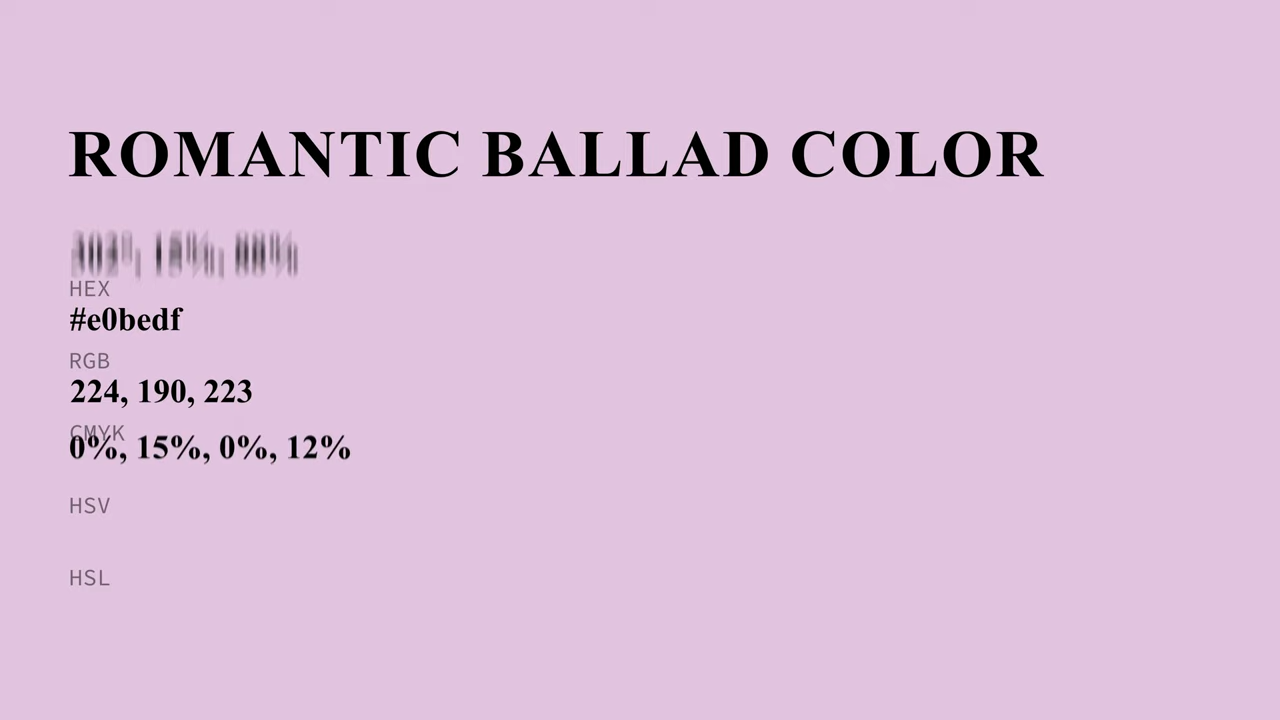 ROMANTIC BALLAD COLOR
HEX
#e0bedf
RGB
224, 190, 223
CMYK
0%, 15%, 0%, 12%
HSV
HSL